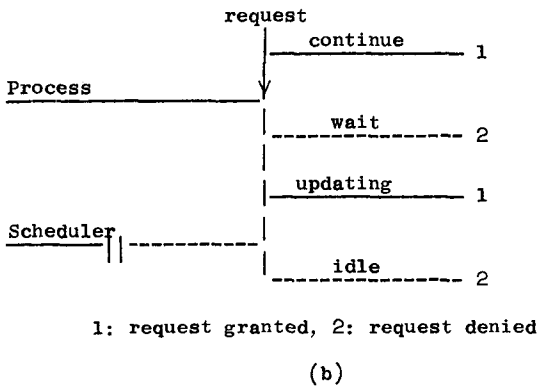 request
continue 1
Process
wait 2
updating 1
Scheduler
idle 2
1: request granted, 2: request denied
(b)